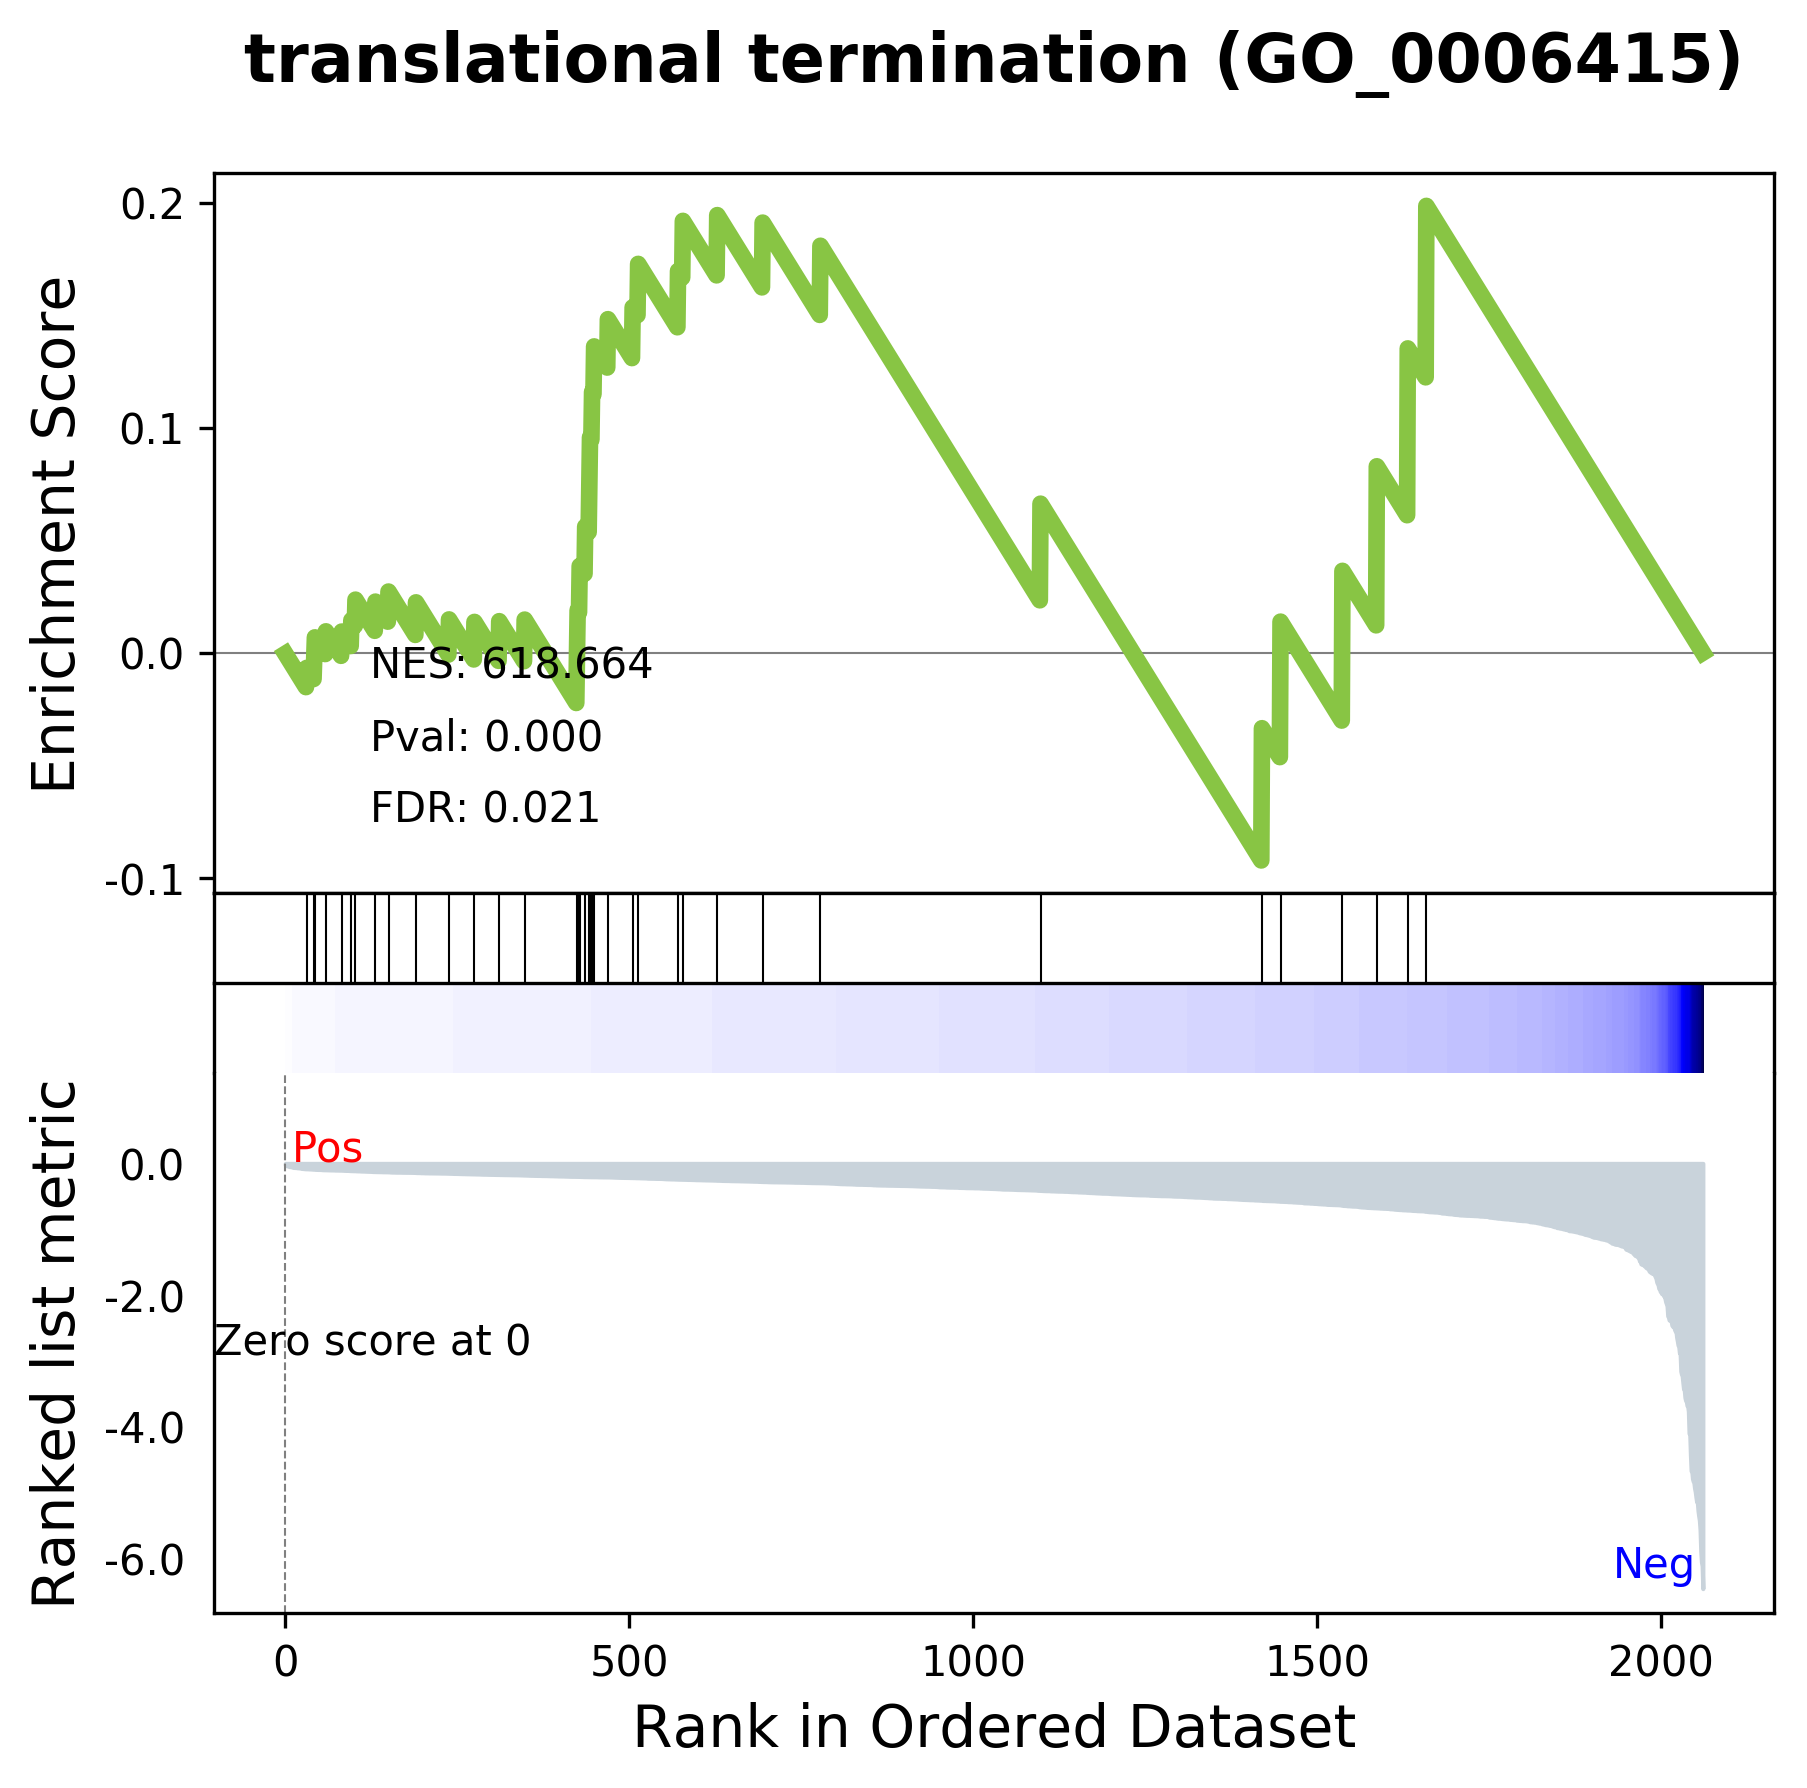 translational termination (GO_0006415)
Enrichment Score
0.2
0.1
0.0
-0.1
NES: 618.664
Pval: 0.000
FDR: 0.021
Ranked list metric
0.0
-2.0
-4.0
-6.0
Pos
Zero score at 0
Neg
0 500 1000 1500 2000
Rank in Ordered Dataset